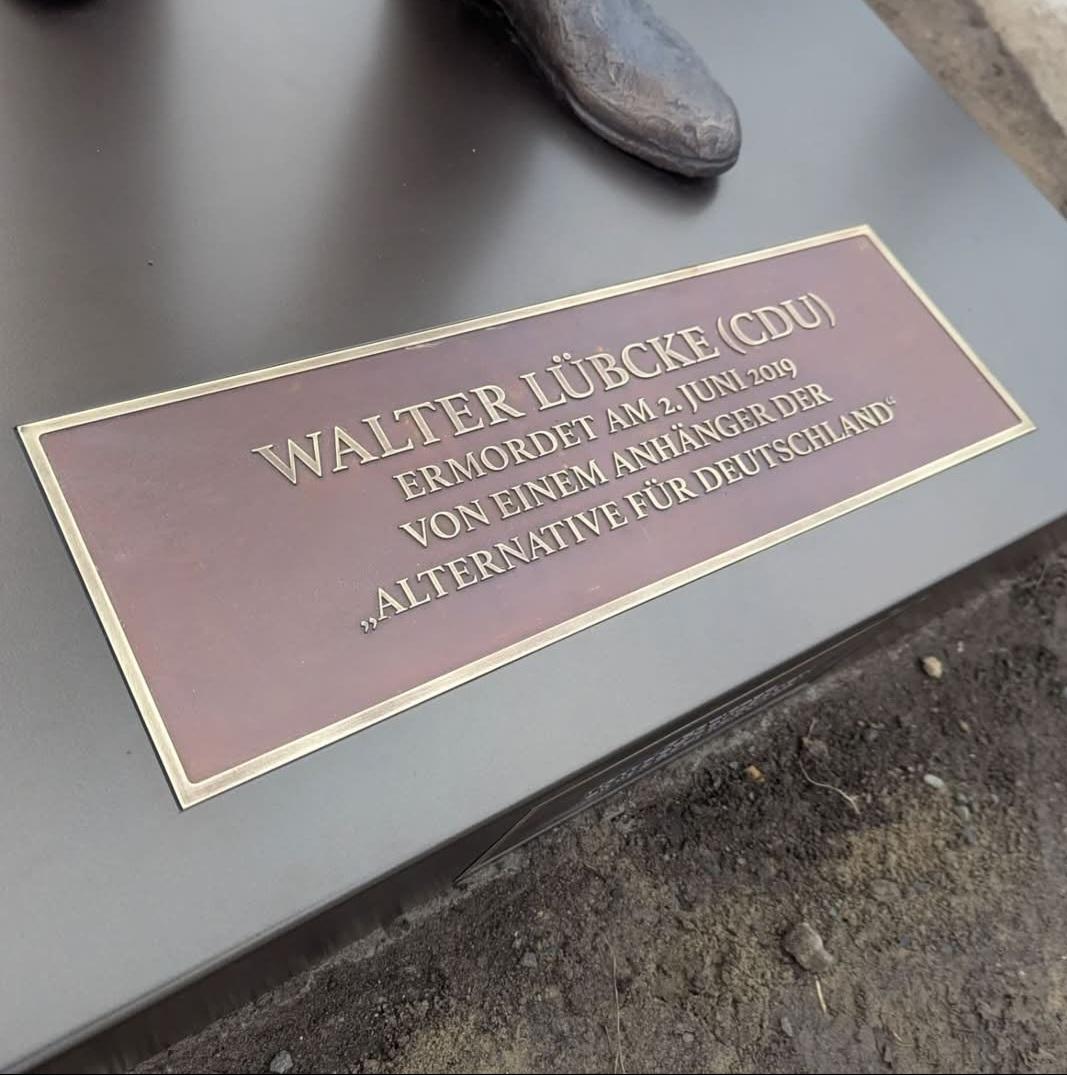 WALTER LÜBCKE (CDU)
ERMORDET AM 2. JUNI 2019
VON EINEM ANHÄNGER DER
„ALTERNATIVE FÜR DEUTSCHLAND“